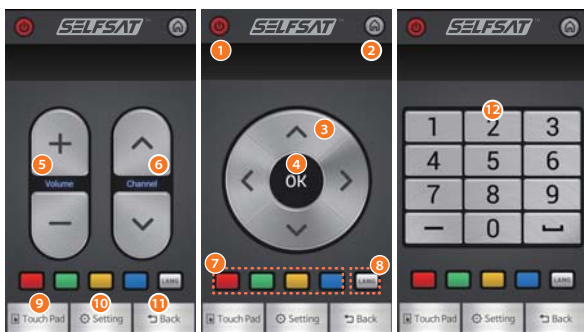 SELFSAT
SELFSAT
SELFSAT
1
2
3
4
OK
5
Volume
6
Channel
12
1 2 3
4 5 6
7 8 9
— 0
7
8
LANG
LANG
LANG
9
Touch Pad
10
Setting
11
Back
Touch Pad
Setting
Back
Touch Pad
Setting
Back